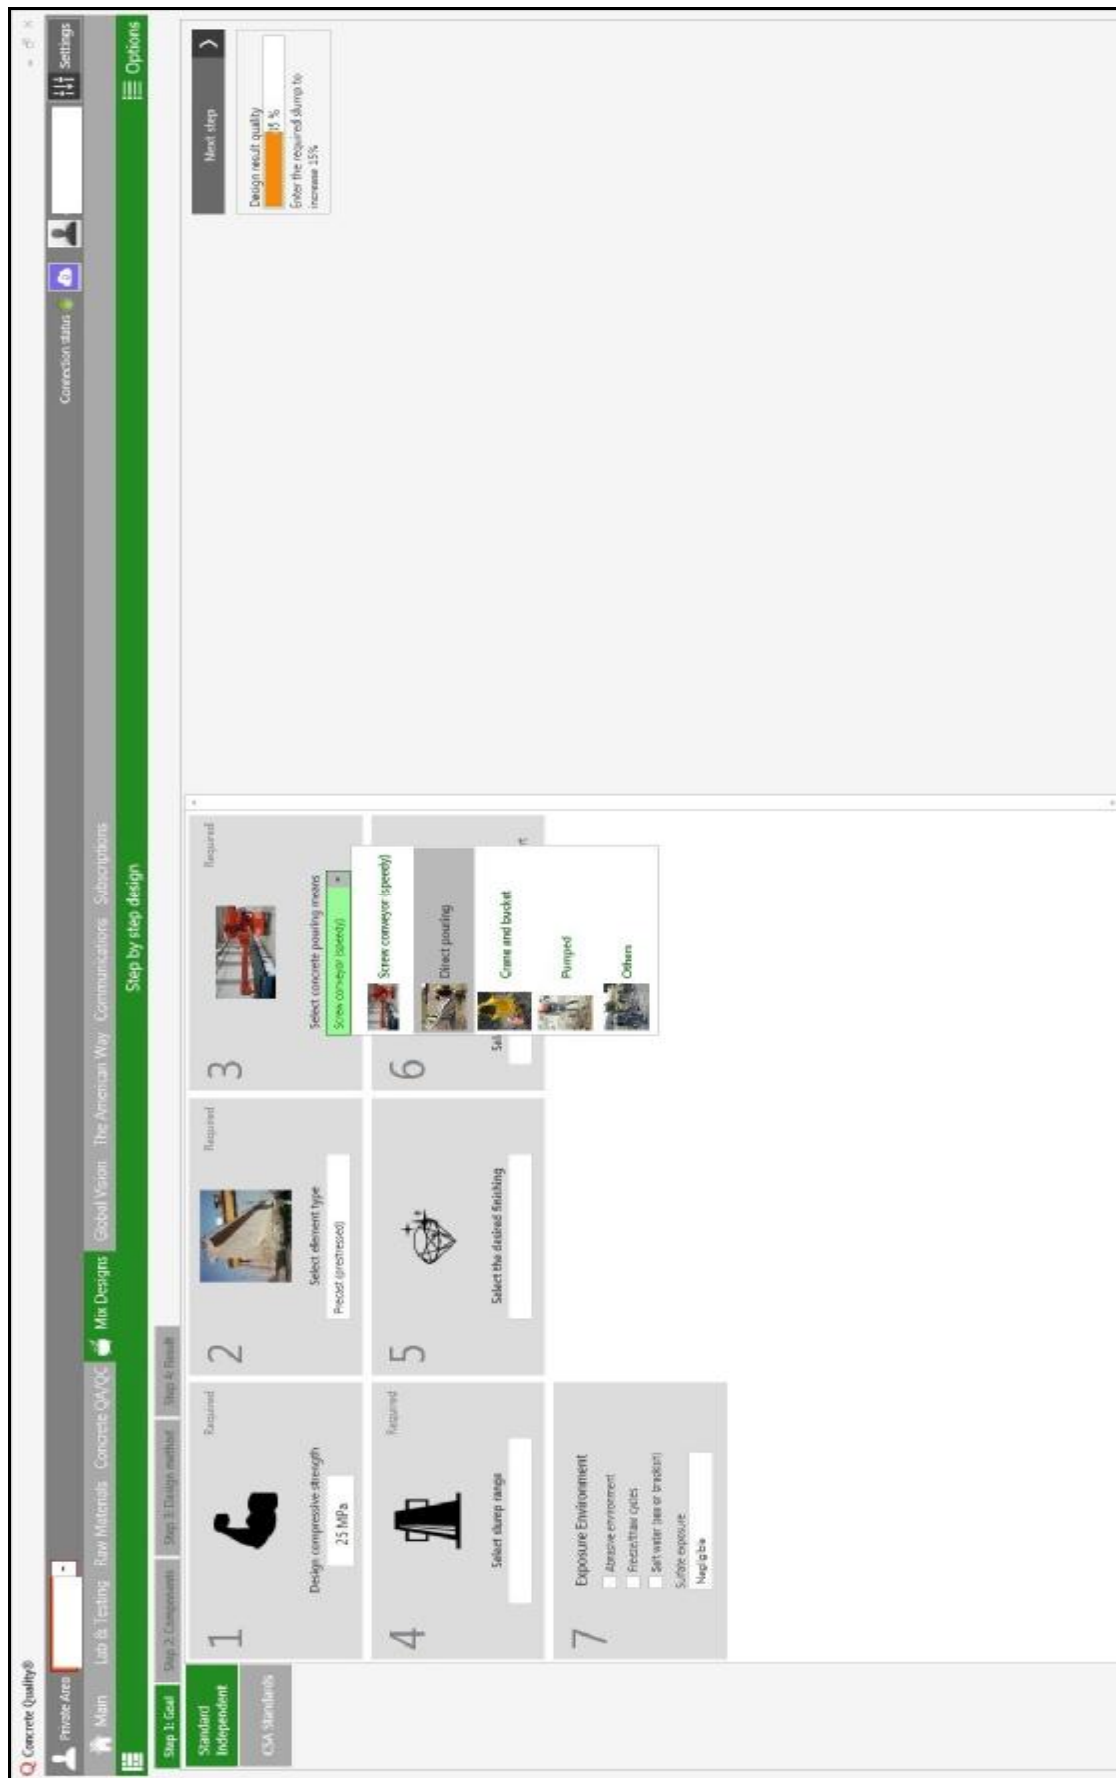 Concrete Quality®
Private Area
Connection status
Settings
Main
Lab & Testing
Raw Materials
Concrete QA/QC
Mix Designs
Global Vision
The American Way
Communications
Subscriptions
Step by step design
Options
Step 1: Goal
Step 2: Components
Step 3: Design method
Step 4: Result
Standard
Independent
CSA Standards
1
Required
Design compressive strength
25 MPa
2
Required
Select element type
Precast (prestressed)
3
Required
Select concrete pouring means
Screw conveyor (speedy)
Screw conveyor (speedy)
Direct pouring
Crane and bucket
Pumped
Others
4
Required
Select slump range
5
Select the desired finishing
6
Sel
7
Exposure Environment
Abrasive environment
Freeze/thaw cycles
Salt water (sea or brackish)
Sulfate exposure
Negligible
Next step
Design result quality
15 %
Enter the required slump to
increase 15%